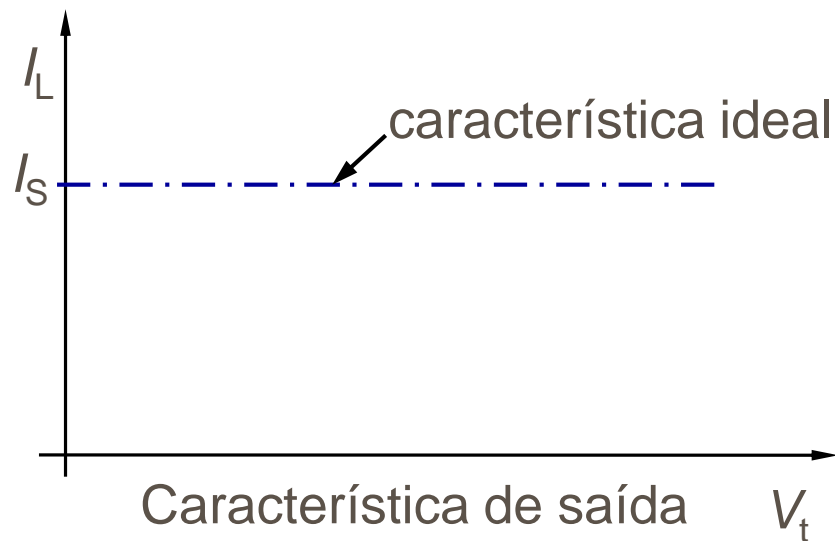 I_L
característica ideal
I_S
Característica de saída
V_t